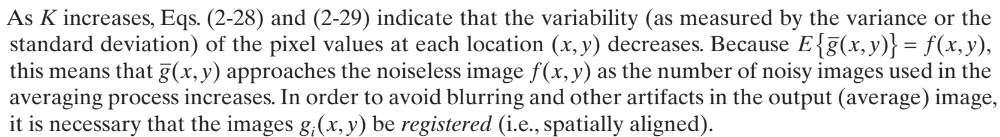 As K increases, Eqs. (2-28) and (2-29) indicate that the variability (as measured by the variance or the
standard deviation) of the pixel values at each location (x, y) decreases. Because E{g̅(x, y)} = f(x, y),
this means that g̅(x, y) approaches the noiseless image f(x, y) as the number of noisy images used in the
averaging process increases. In order to avoid blurring and other artifacts in the output (average) image,
it is necessary that the images gᵢ(x, y) be registered (i.e., spatially aligned).